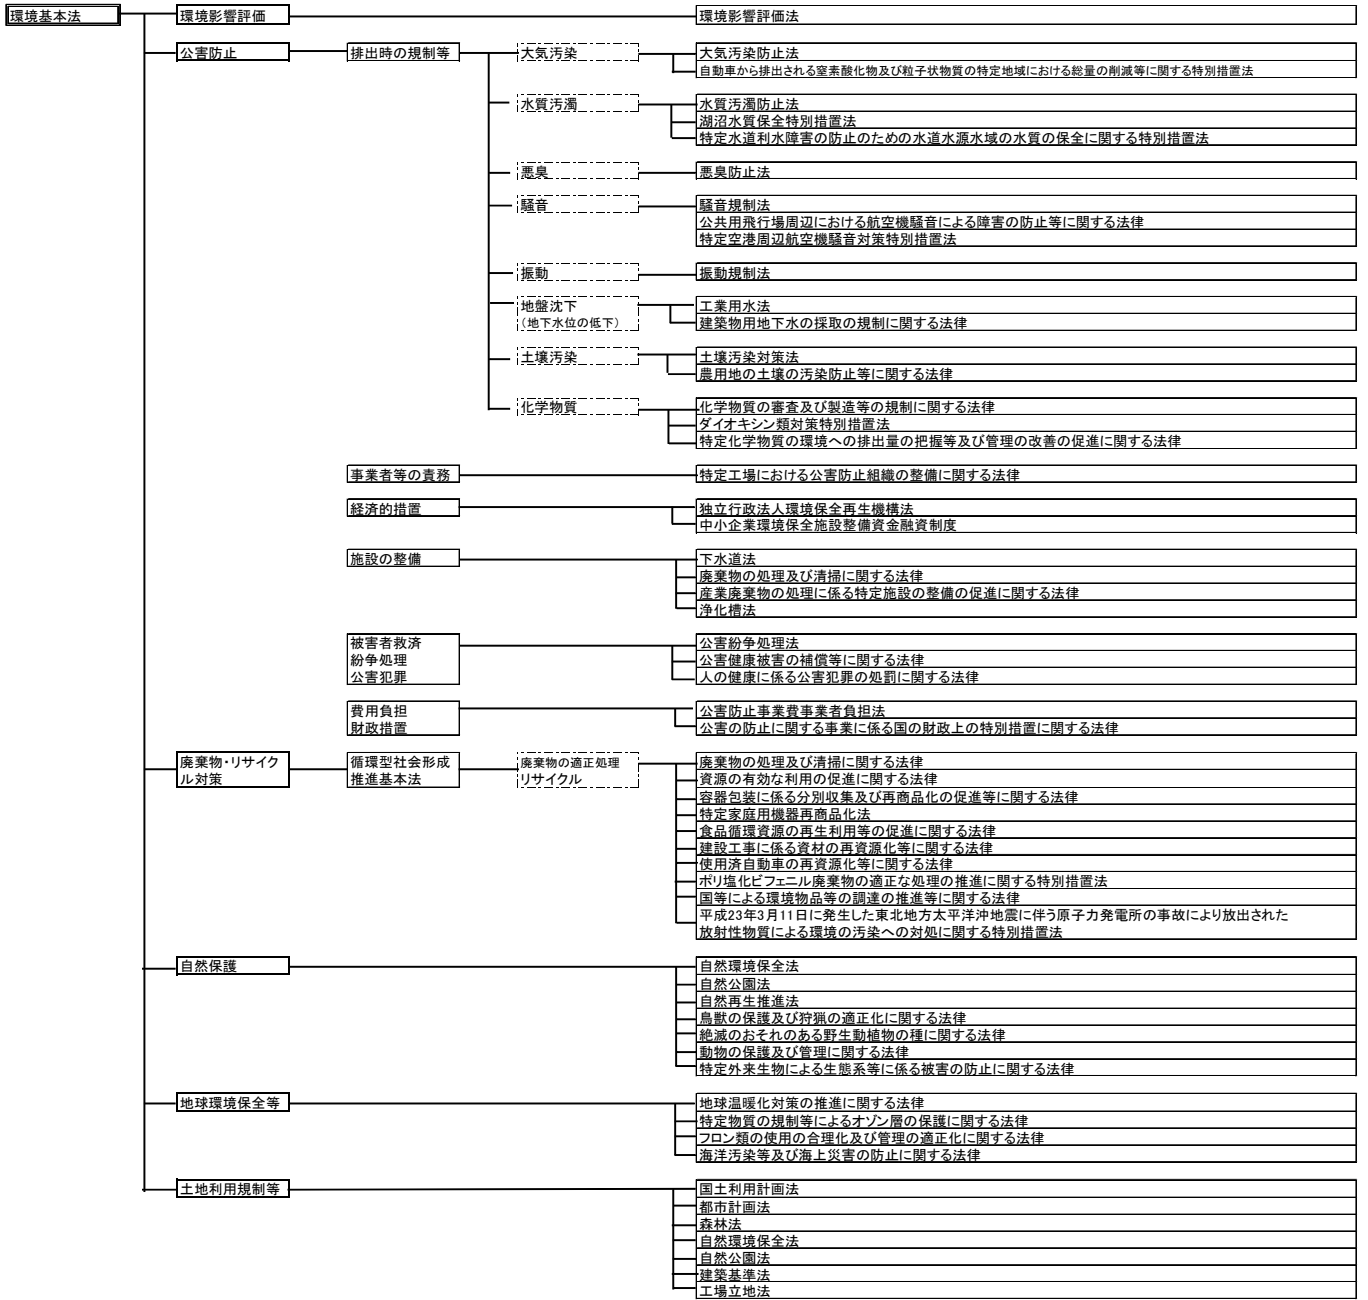 環境基本法
環境影響評価
環境影響評価法
公害防止
排出時の規制等
大気汚染
大気汚染防止法
自動車から排出される窒素酸化物及び粒子状物質の特定地域における総量の削減等に関する特別措置法
水質汚濁
水質汚濁防止法
湖沼水質保全特別措置法
特定水道利水障害の防止のための水道水源水域の水質の保全に関する特別措置法
悪臭
悪臭防止法
騒音
騒音規制法
公共用飛行場周辺における航空機騒音による障害の防止等に関する法律
特定空港周辺航空機騒音対策特別措置法
振動
振動規制法
地盤沈下
（地下水位の低下）
工業用水法
建築物用地下水の採取の規制に関する法律
土壌汚染
土壌汚染対策法
農用地の土壌の汚染防止等に関する法律
化学物質
化学物質の審査及び製造等の規制に関する法律
ダイオキシン類対策特別措置法
特定化学物質の環境への排出量の把握等及び管理の改善の促進に関する法律
事業者等の責務
特定工場における公害防止組織の整備に関する法律
経済的措置
独立行政法人環境保全再生機構法
中小企業環境保全施設整備資金融資制度
施設の整備
下水道法
廃棄物の処理及び清掃に関する法律
産業廃棄物の処理に係る特定施設の整備の促進に関する法律
浄化槽法
被害者救済
紛争処理
公害犯罪
公害紛争処理法
公害健康被害の補償等に関する法律
人の健康に係る公害犯罪の処罰に関する法律
費用負担
財政措置
公害防止事業費事業者負担法
公害の防止に関する事業に係る国の財政上の特別措置に関する法律
廃棄物・リサイク
ル対策
循環型社会形成
推進基本法
廃棄物の適正処理
リサイクル
廃棄物の処理及び清掃に関する法律
資源の有効な利用の促進に関する法律
容器包装に係る分別収集及び再商品化の促進等に関する法律
特定家庭用機器再商品化法
食品循環資源の再生利用等の促進に関する法律
建設工事に係る資材の再資源化等に関する法律
使用済自動車の再資源化等に関する法律
ポリ塩化ビフェニル廃棄物の適正な処理の推進に関する特別措置法
国等による環境物品等の調達の推進等に関する法律
平成23年3月11日に発生した東北地方太平洋沖地震に伴う原子力発電所の事故により放出された
放射性物質による環境の汚染への対処に関する特別措置法
自然保護
自然環境保全法
自然公園法
自然再生推進法
鳥獣の保護及び狩猟の適正化に関する法律
絶滅のおそれのある野生動植物の種に関する法律
動物の保護及び管理に関する法律
特定外来生物による生態系等に係る被害の防止に関する法律
地球環境保全等
地球温暖化対策の推進に関する法律
特定物質の規制等によるオゾン層の保護に関する法律
フロン類の使用の合理化及び管理の適正化に関する法律
海洋汚染等及び海上災害の防止に関する法律
土地利用規制等
国土利用計画法
都市計画法
森林法
自然環境保全法
自然公園法
建築基準法
工場立地法